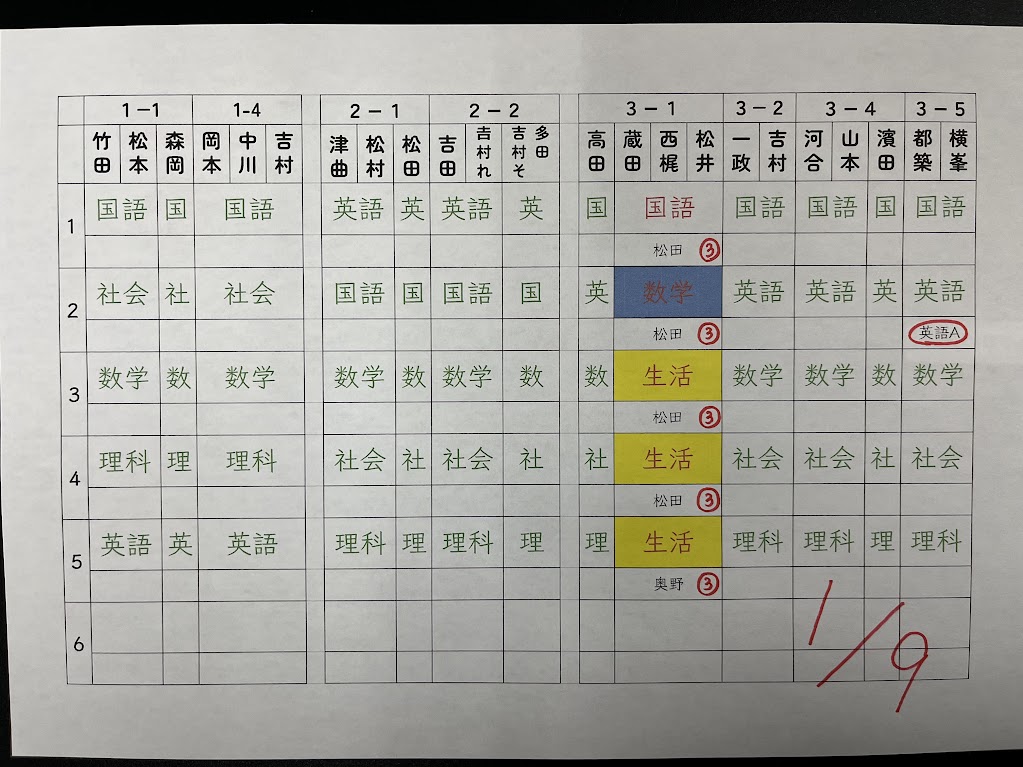 1－1 1-4 2－1 2－2 3－1 3－2 3－4 3－5
竹田 松本 森岡 岡本 中川 吉村 津曲 松村 松田 吉田 吉村れ 吉村そ 多田 高田 蔵田 西梶 松井 一政 吉村 河合 山本 濱田 都築 横峯
1 国語 国 国語 英語 英 英語 英 国 国語 国語 国語 国 国語
松田 ③
2 社会 社 社会 国語 国 国語 国 英 数学 英語 英語 英 英語
松田 ③ 英語A
3 数学 数 数学 数学 数 数学 数 数 生活 数学 数学 数 数学
松田 ③
4 理科 理 理科 社会 社 社会 社 社 生活 社会 社会 社 社会
松田 ③
5 英語 英 英語 理科 理 理科 理 理 生活 理科 理科 理 理科
奥野 ③
6
1/9